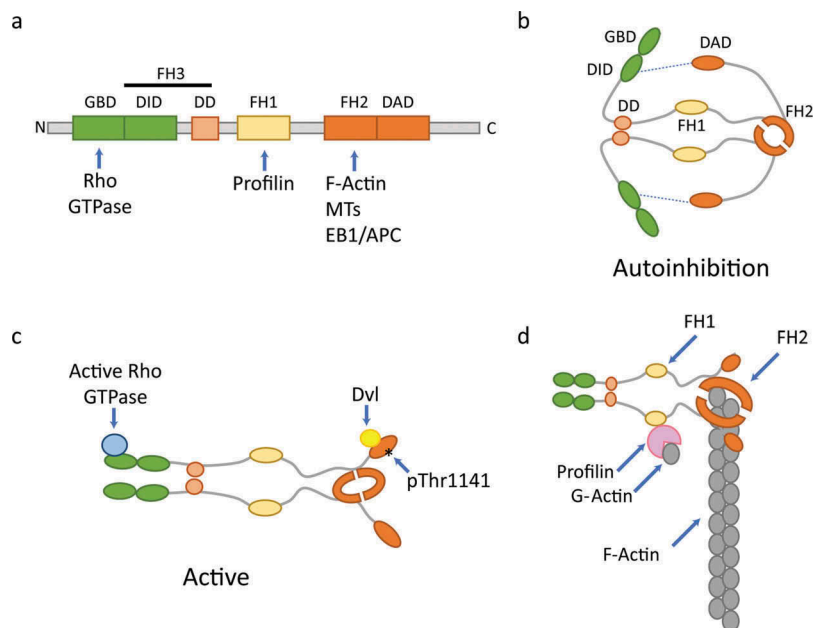 a
FH3
GBD DID DD FH1 FH2 DAD
N C
Rho
GTPase
Profilin
F-Actin
MTs
EB1/APC
b
GBD
DID
DAD
DD
FH1
FH2
Autoinhibition
c
Active Rho
GTPase
Dvl
*
pThr1141
Active
d
FH1
FH2
Profilin
G-Actin
F-Actin